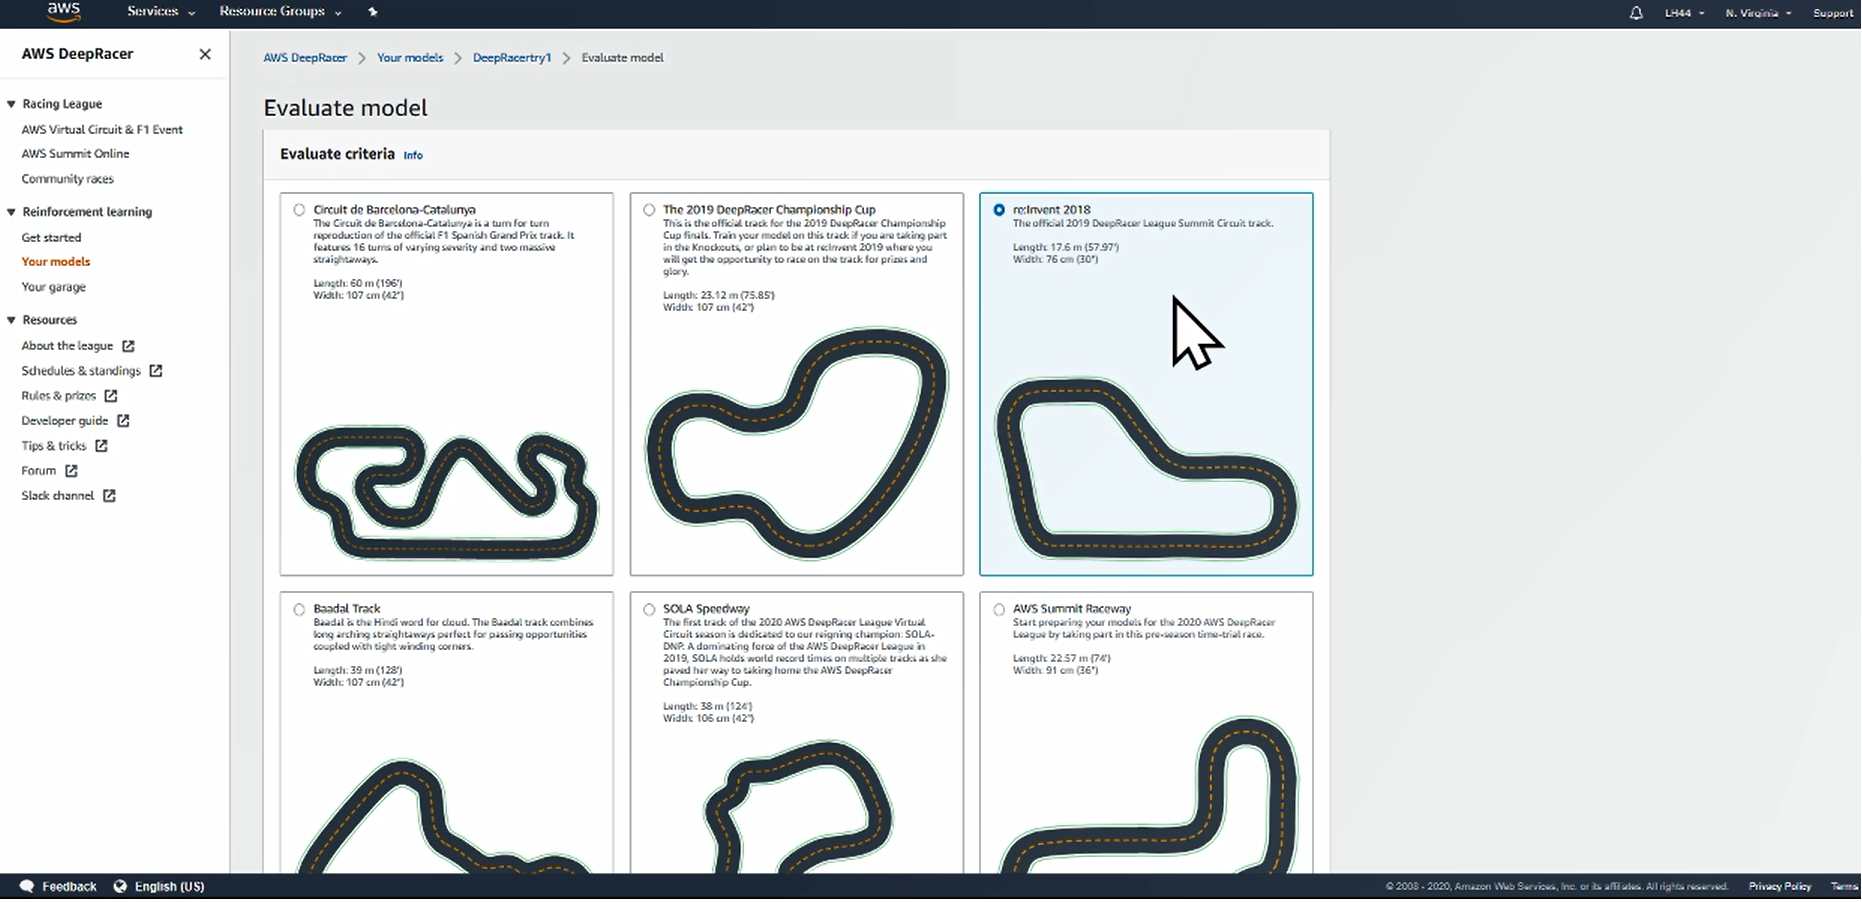 aws
Services
Resource Groups
LH44
N. Virginia
Support
AWS DeepRacer
Racing League
AWS Virtual Circuit & F1 Event
AWS Summit Online
Community races
Reinforcement learning
Get started
Your models
Your garage
Resources
About the league
Schedules & standings
Rules & prizes
Developer guide
Tips & tricks
Forum
Slack channel
AWS DeepRacer > Your models > DeepRacertry1 > Evaluate model
Evaluate model
Evaluate criteria Info
Circuit de Barcelona-Catalunya
The Circuit de Barcelona-Catalunya is a turn for turn
reproduction of the official F1 Spanish Grand Prix track. It
features 16 turns of varying severity and two massive
straightaways.
Length: 60 m (196')
Width: 107 cm (42")
The 2019 DeepRacer Championship Cup
This is the official track for the 2019 DeepRacer Championship
Cup finals. Train your model on this track if you are taking part
in the Knockouts, or plan to be at re:Invent 2019 where you
will get the opportunity to race on the track for prizes and
glory.
Length: 23.12 m (75.85')
Width: 107 cm (42")
re:Invent 2018
The official 2019 DeepRacer League Summit Circuit track.
Length: 17.6 m (57.97')
Width: 76 cm (30")
Baadal Track
Baadal is the Hindi word for cloud. The Baadal track combines
long arching straightaways perfect for passing opportunities
coupled with tight winding corners.
Length: 39 m (128')
Width: 107 cm (42")
SOLA Speedway
The first track of the 2020 AWS DeepRacer League Virtual
Circuit season is dedicated to our reigning champion: SOLA-
DNP. A dominating force of the AWS DeepRacer League in
2019, SOLA holds world record times on multiple tracks as she
paved her way to taking home the AWS DeepRacer
Championship Cup.
Length: 38 m (124')
Width: 106 cm (42")
AWS Summit Raceway
Start preparing your models for the 2020 AWS DeepRacer
League by taking part in this pre-season time-trial race.
Length: 22.57 m (74')
Width: 91 cm (36")
Feedback
English (US)
© 2008 - 2020, Amazon Web Services, Inc. or its affiliates. All rights reserved.
Privacy Policy
Terms